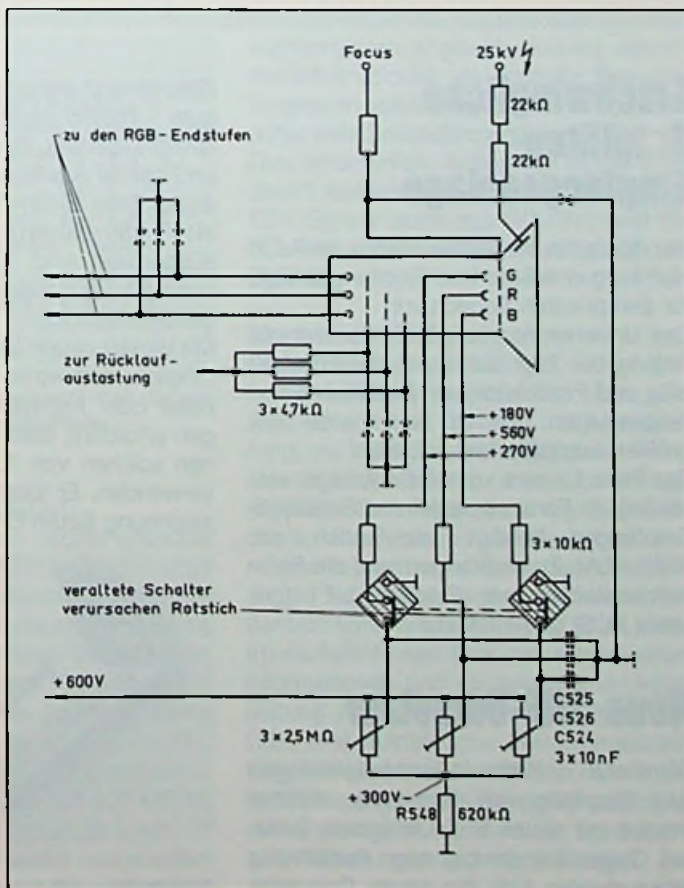 Focus
25kV
22kΩ
22kΩ
zu den RGB-Endstufen
G
R
B
zur Rücklauf-
austastung
3×4,7kΩ
+180V
+560V
+270V
3×10kΩ
veraltete Schalter
verursachen Rotstich
+600V
C525
C526
C524
3×10nF
3×2,5MΩ
+300V
R548
620kΩ